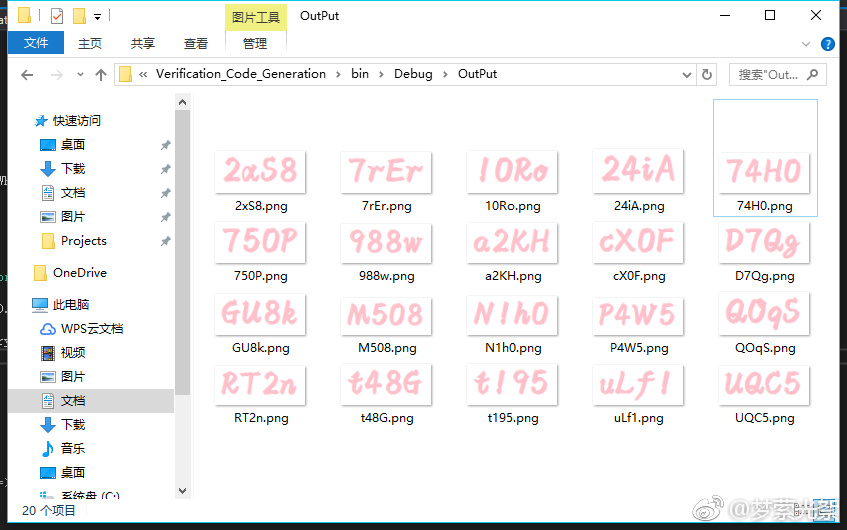 图片工具
OutPut
文件
主页
共享
查看
管理
« Verification_Code_Generation › bin › Debug › OutPut
搜索"Out...
快速访问
桌面
下载
文档
图片
Projects
OneDrive
此电脑
WPS云文档
视频
图片
文档
下载
音乐
桌面
系统盘 (C:)
20 个项目
2xS8 7rEr 10Ro 24iA 74H0
2xS8.png 7rEr.png 10Ro.png 24iA.png 74H0.png
750P 988w a2KH cX0F D7Qg
750P.png 988w.png a2KH.png cX0F.png D7Qg.png
GU8k M508 N1h0 P4W5 QOqS
GU8k.png M508.png N1h0.png P4W5.png QOqS.png
RT2n t48G t195 uLf1 UQC5
RT2n.png t48G.png t195.png uLf1.png UQC5.png